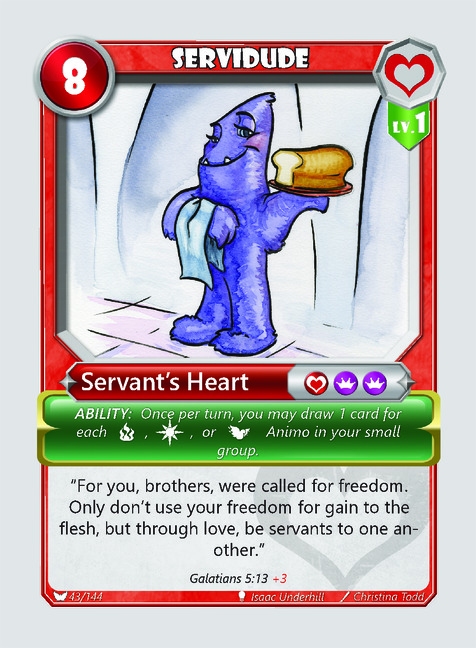 SERVIDUDE
8
LV.1
Servant's Heart
ABILITY: Once per turn, you may draw 1 card for
each , , or Animo in your small
group.
"For you, brothers, were called for freedom.
Only don't use your freedom for gain to the
flesh, but through love, be servants to one an-
other."
Galatians 5:13 +3
43/144 Isaac Underhill Christina Todd